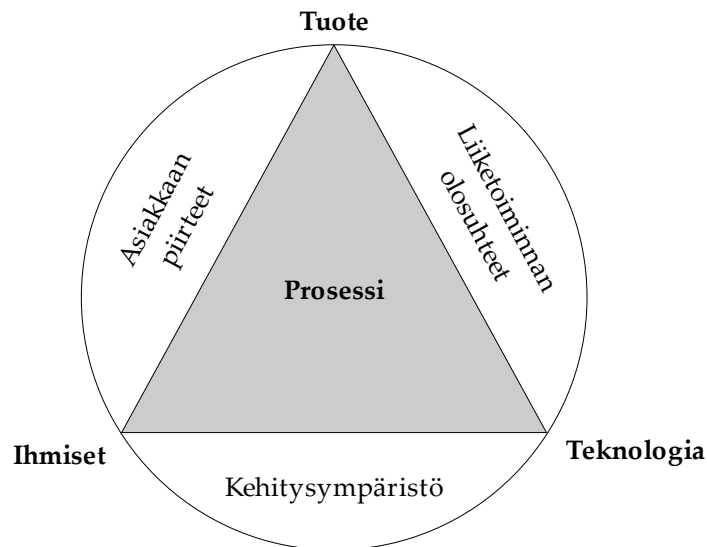 Tuote
Asiakkaan
piirteet
Liiketoiminnan
olosuhteet
Prosessi
Ihmiset
Teknologia
Kehitysympäristö